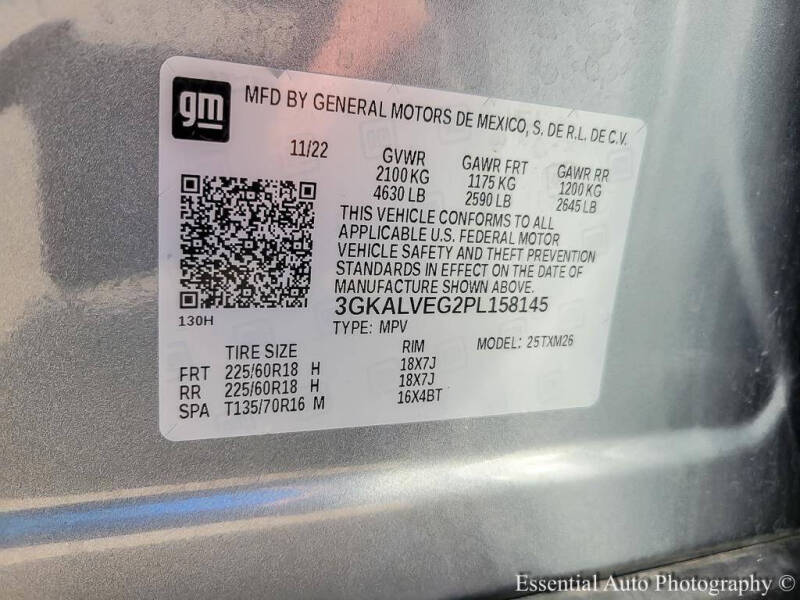 gm
MFD BY GENERAL MOTORS DE MEXICO, S. DE R.L. DE C.V.
11/22 GVWR GAWR FRT GAWR RR
2100 KG 1175 KG 1200 KG
4630 LB 2590 LB 2645 LB
THIS VEHICLE CONFORMS TO ALL
APPLICABLE U.S. FEDERAL MOTOR
VEHICLE SAFETY AND THEFT PREVENTION
STANDARDS IN EFFECT ON THE DATE OF
MANUFACTURE SHOWN ABOVE.
3GKALVEG2PL158145
130H
TYPE: MPV MODEL: 25TXM26
TIRE SIZE RIM
FRT 225/60R18 H 18X7J
RR 225/60R18 H 18X7J
SPA T135/70R16 M 16X4BT
Essential Auto Photography ©